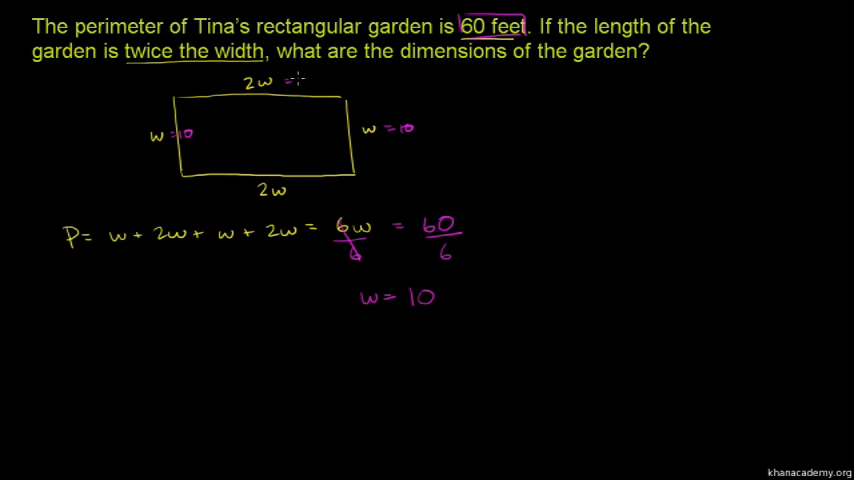 The perimeter of Tina's rectangular garden is 60 feet. If the length of the
garden is twice the width, what are the dimensions of the garden?
2w =
w = 10
w = 10
2w
P = w + 2w + w + 2w = 6w/6 = 60/6
w = 10
khanacademy.org